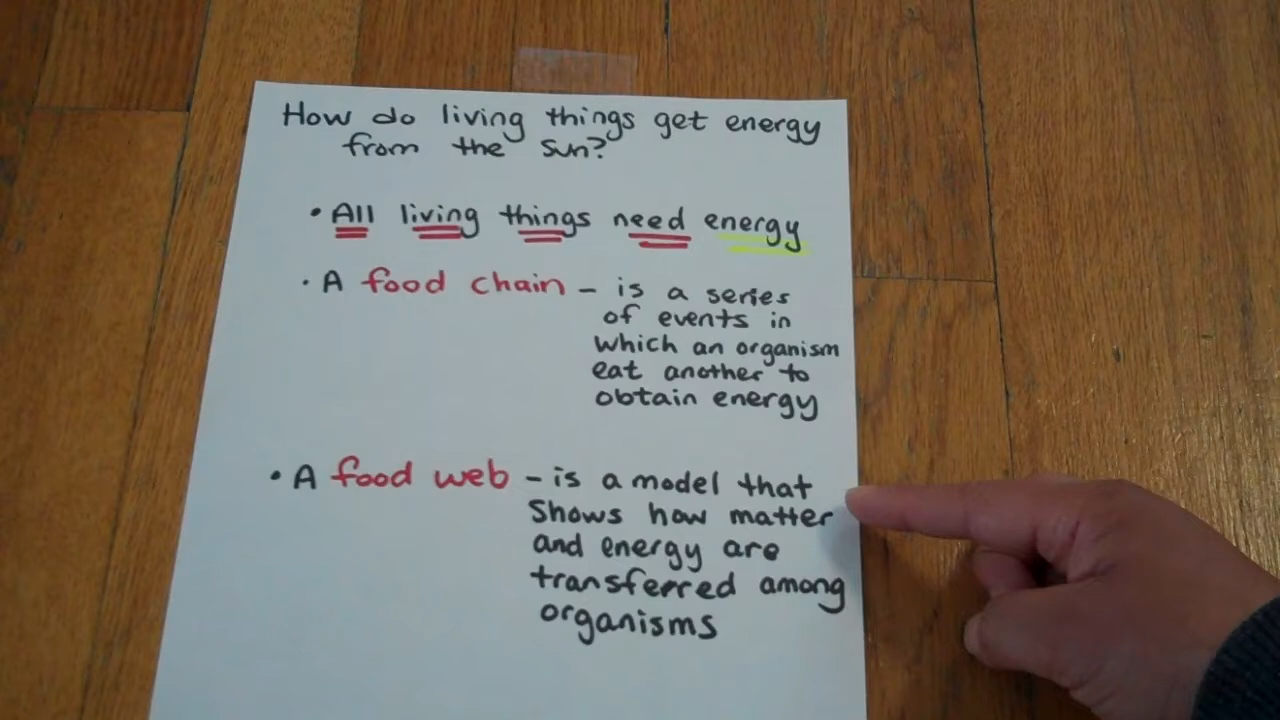 How do living things get energy
from the sun?
• All living things need energy
• A food chain - is a series
of events in
which an organism
eat another to
obtain energy
• A food web - is a model that
Shows how matter
and energy are
transferred among
organisms